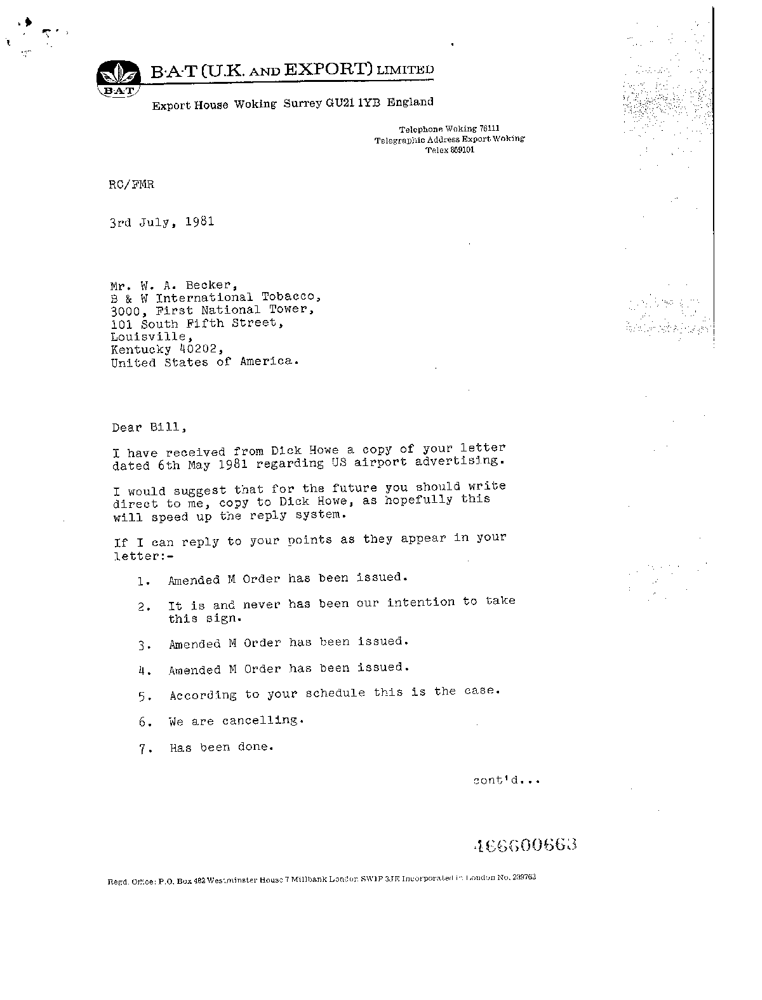 B·A·T (U.K. AND EXPORT) LIMITED
B·A·T
Export House Woking Surrey GU21 1YB England
Telephone Woking 76111
Telegraphic Address Export Woking
Telex 859101
RC/FMR
3rd July, 1981
Mr. W. A. Becker,
B & W International Tobacco,
3000, First National Tower,
101 South Fifth Street,
Louisville,
Kentucky 40202,
United States of America.
Dear Bill,
I have received from Dick Howe a copy of your letter
dated 6th May 1981 regarding US airport advertising.
I would suggest that for the future you should write
direct to me, copy to Dick Howe, as hopefully this
will speed up the reply system.
If I can reply to your points as they appear in your
letter:-
1. Amended M Order has been issued.
2. It is and never has been our intention to take
this sign.
3. Amended M Order has been issued.
4. Amended M Order has been issued.
5. According to your schedule this is the case.
6. We are cancelling.
7. Has been done.
cont'd...
466600663
Regd. Office: P.O. Box 482 Westminster House 7 Millbank London SW1P 3JE Incorporated in London No. 239762